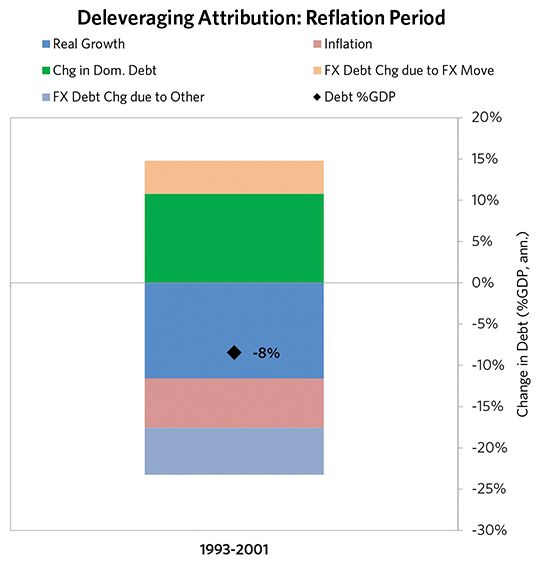 Deleveraging Attribution: Reflation Period
Real Growth
Inflation
Chg in Dom. Debt
FX Debt Chg due to FX Move
FX Debt Chg due to Other
Debt %GDP
20%
15%
10%
5%
0%
-5%
-10%
-15%
-20%
-25%
-30%
Change in Debt (%GDP, ann.)
-8%
1993-2001